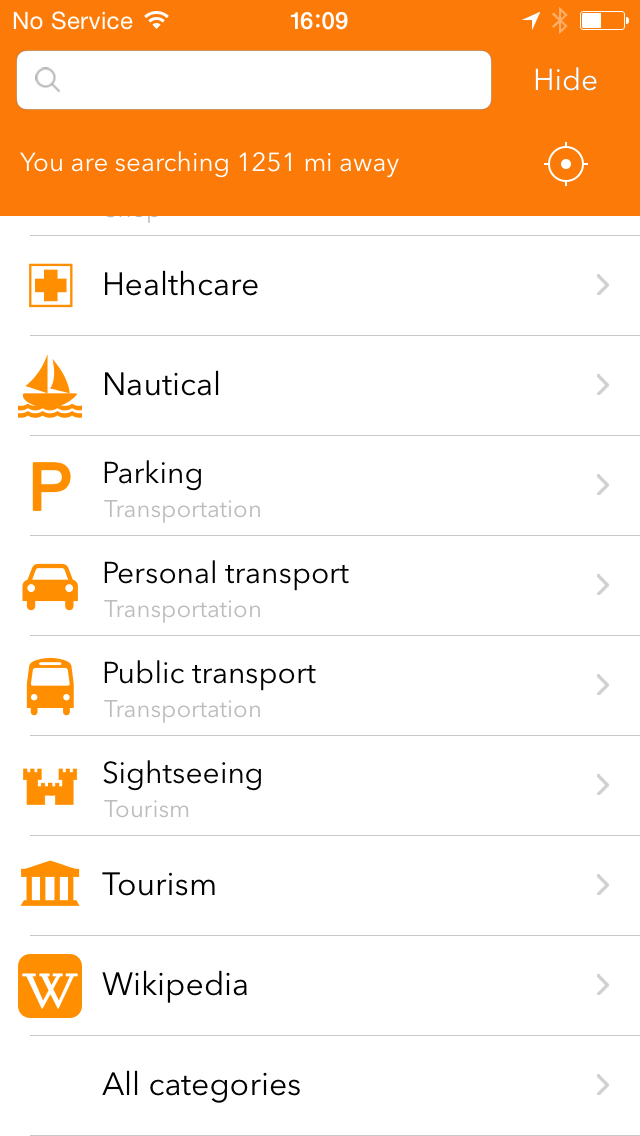 No Service
16:09
Hide
You are searching 1251 mi away
Healthcare
Nautical
P
Parking
Transportation
Personal transport
Transportation
Public transport
Transportation
Sightseeing
Tourism
Tourism
W
Wikipedia
All categories